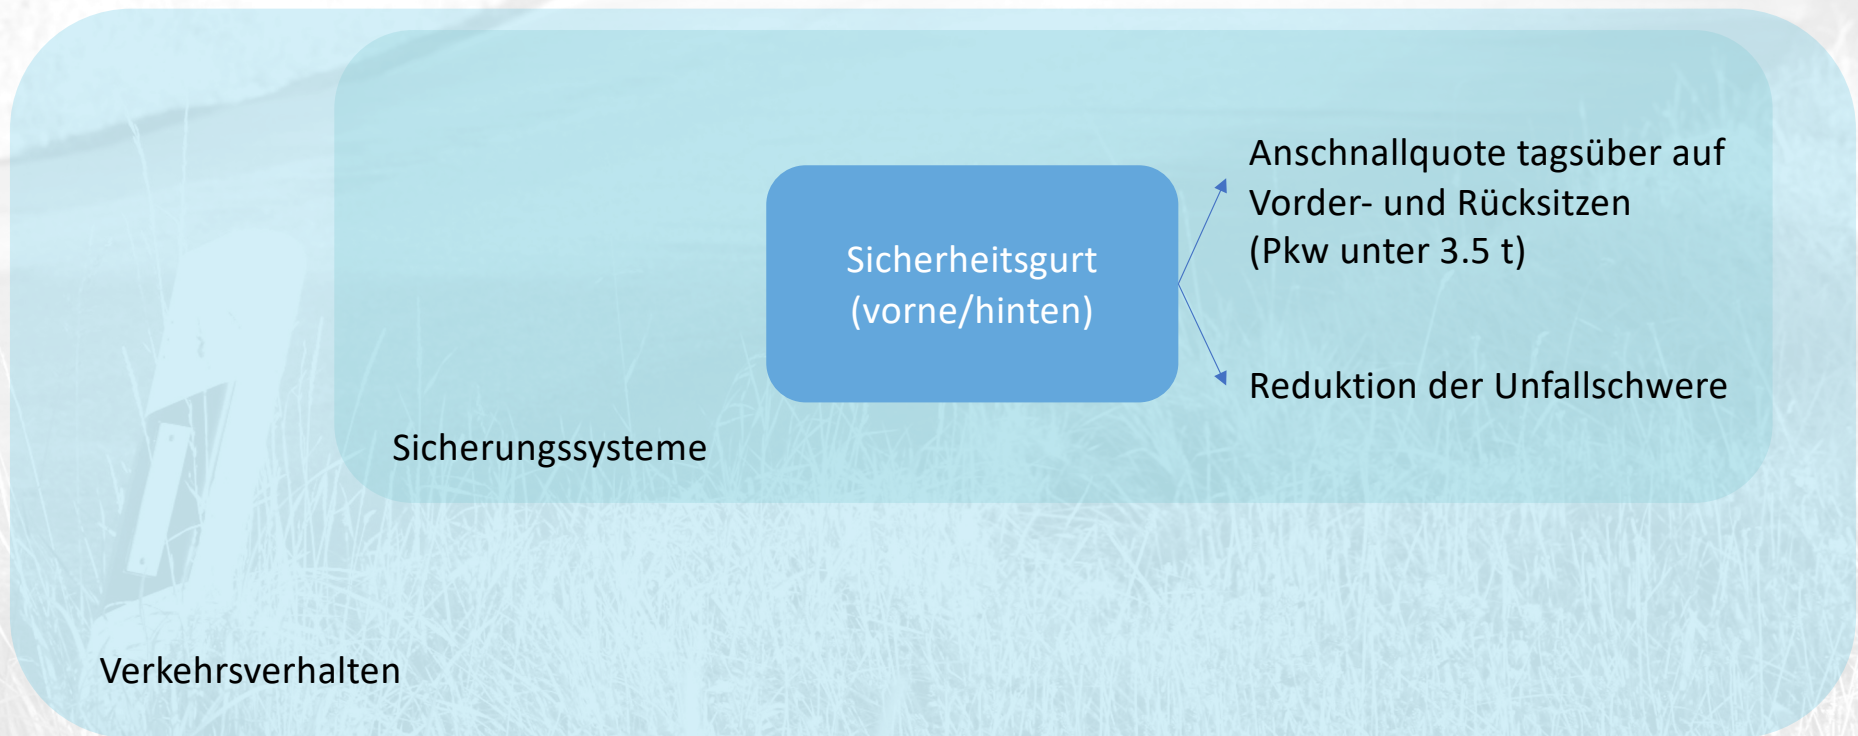 Anschnallquote tagsüber auf
Vorder- und Rücksitzen
(Pkw unter 3.5 t)
Sicherheitsgurt
(vorne/hinten)
Reduktion der Unfallschwere
Sicherungssysteme
Verkehrsverhalten